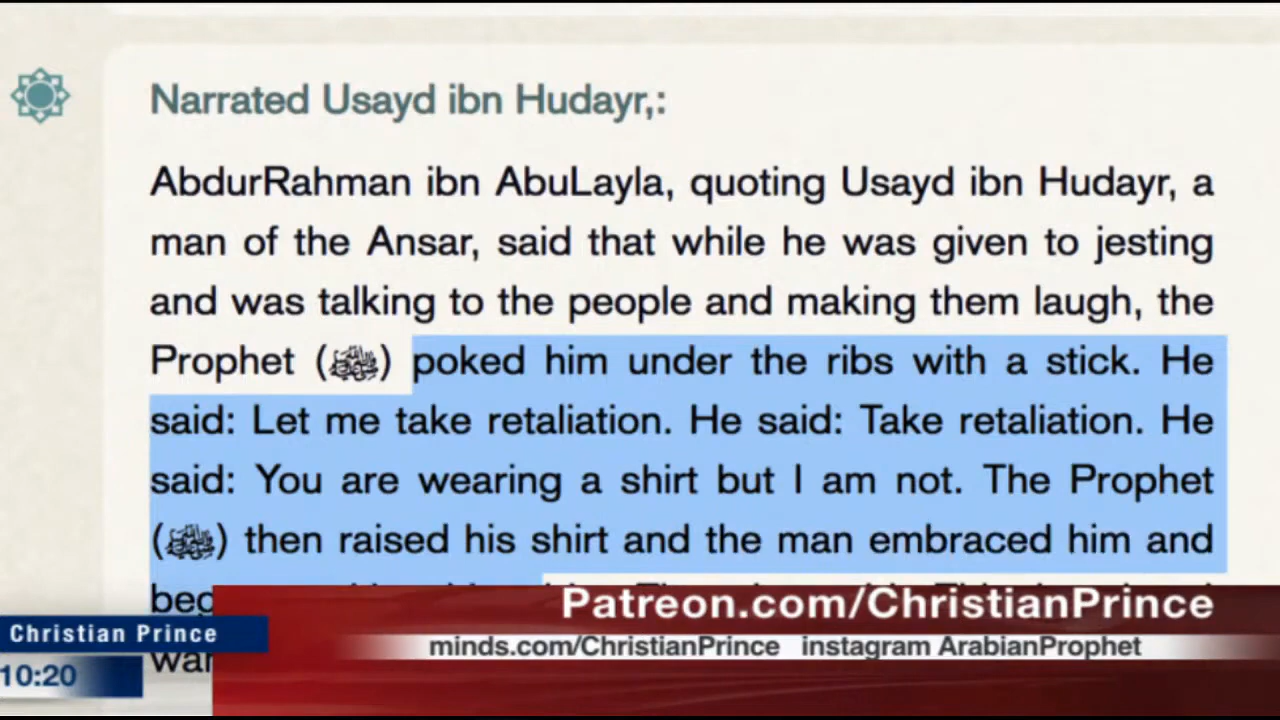 Narrated Usayd ibn Hudayr,:
AbdurRahman ibn AbuLayla, quoting Usayd ibn Hudayr, a
man of the Ansar, said that while he was given to jesting
and was talking to the people and making them laugh, the
Prophet (ﷺ) poked him under the ribs with a stick. He
said: Let me take retaliation. He said: Take retaliation. He
said: You are wearing a shirt but I am not. The Prophet
(ﷺ) then raised his shirt and the man embraced him and
Patreon.com/ChristianPrince
Christian Prince
minds.com/ChristianPrince instagram ArabianProphet
10:20